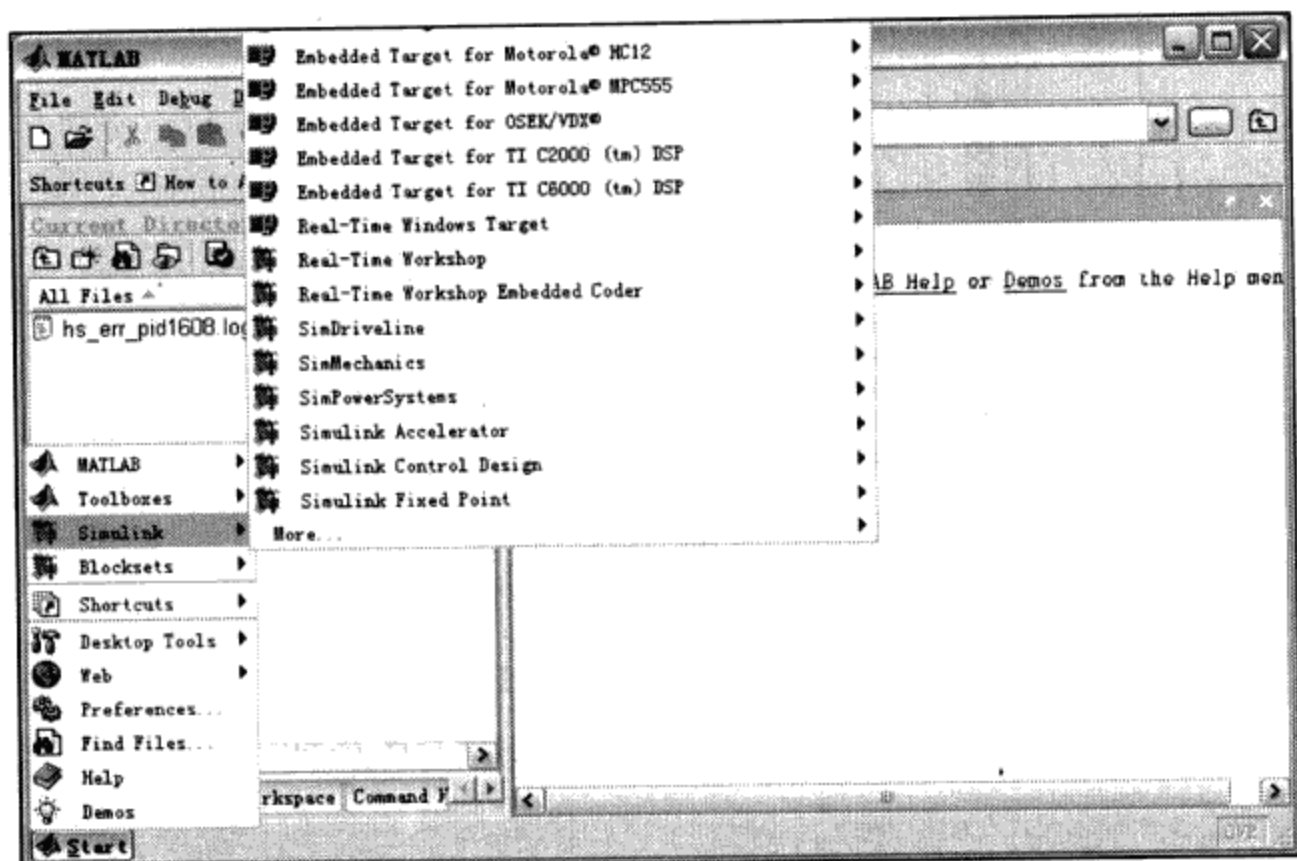 MATLAB
File Edit Debug
Shortcuts How to
Current Directo
All Files
hs_err_pid1608.log
Embedded Target for Motorola® HC12
Embedded Target for Motorola® MPC555
Embedded Target for OSEK/VDX®
Embedded Target for TI C2000 (tm) DSP
Embedded Target for TI C6000 (tm) DSP
Real-Time Windows Target
Real-Time Workshop
Real-Time Workshop Embedded Coder
SimDriveline
SimMechanics
SimPowerSystems
Simulink Accelerator
Simulink Control Design
Simulink Fixed Point
More...
AB Help or Demos from the Help men
MATLAB
Toolboxes
Simulink
Blocksets
Shortcuts
Desktop Tools
Web
Preferences...
Find Files...
Help
Demos
rkspace Command
Start
OVR